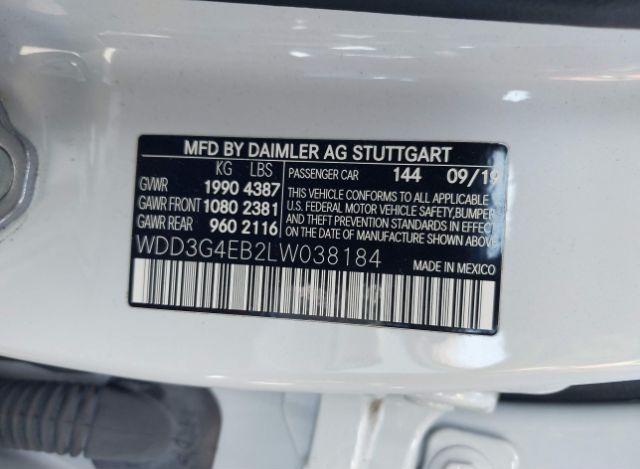 MFD BY DAIMLER AG STUTTGART
KG LBS PASSENGER CAR 144 09/19
GVWR 1990 4387 THIS VEHICLE CONFORMS TO ALL APPLICABLE
GAWR FRONT 1080 2381 U.S. FEDERAL MOTOR VEHICLE SAFETY, BUMPER
GAWR REAR 960 2116 AND THEFT PREVENTION STANDARDS IN EFFECT
ON THE DATE OF MANUFACTURE SHOWN ABOVE.
WDD3G4EB2LW038184 MADE IN MEXICO